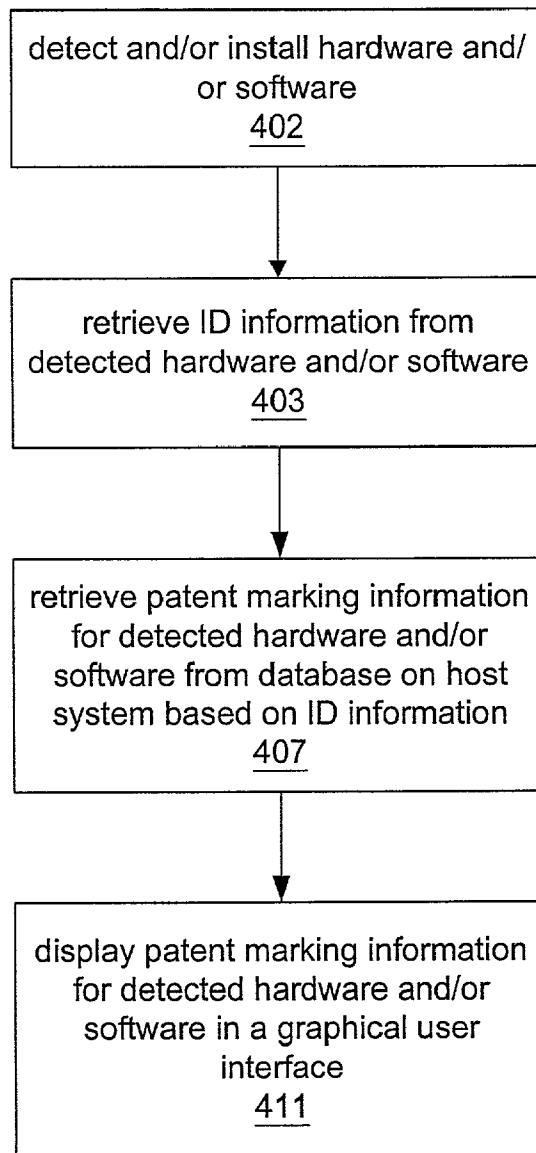 detect and/or install hardware and/
or software
402
retrieve ID information from
detected hardware and/or software
403
retrieve patent marking information
for detected hardware and/or
software from database on host
system based on ID information
407
display patent marking information
for detected hardware and/or
software in a graphical user
interface
411